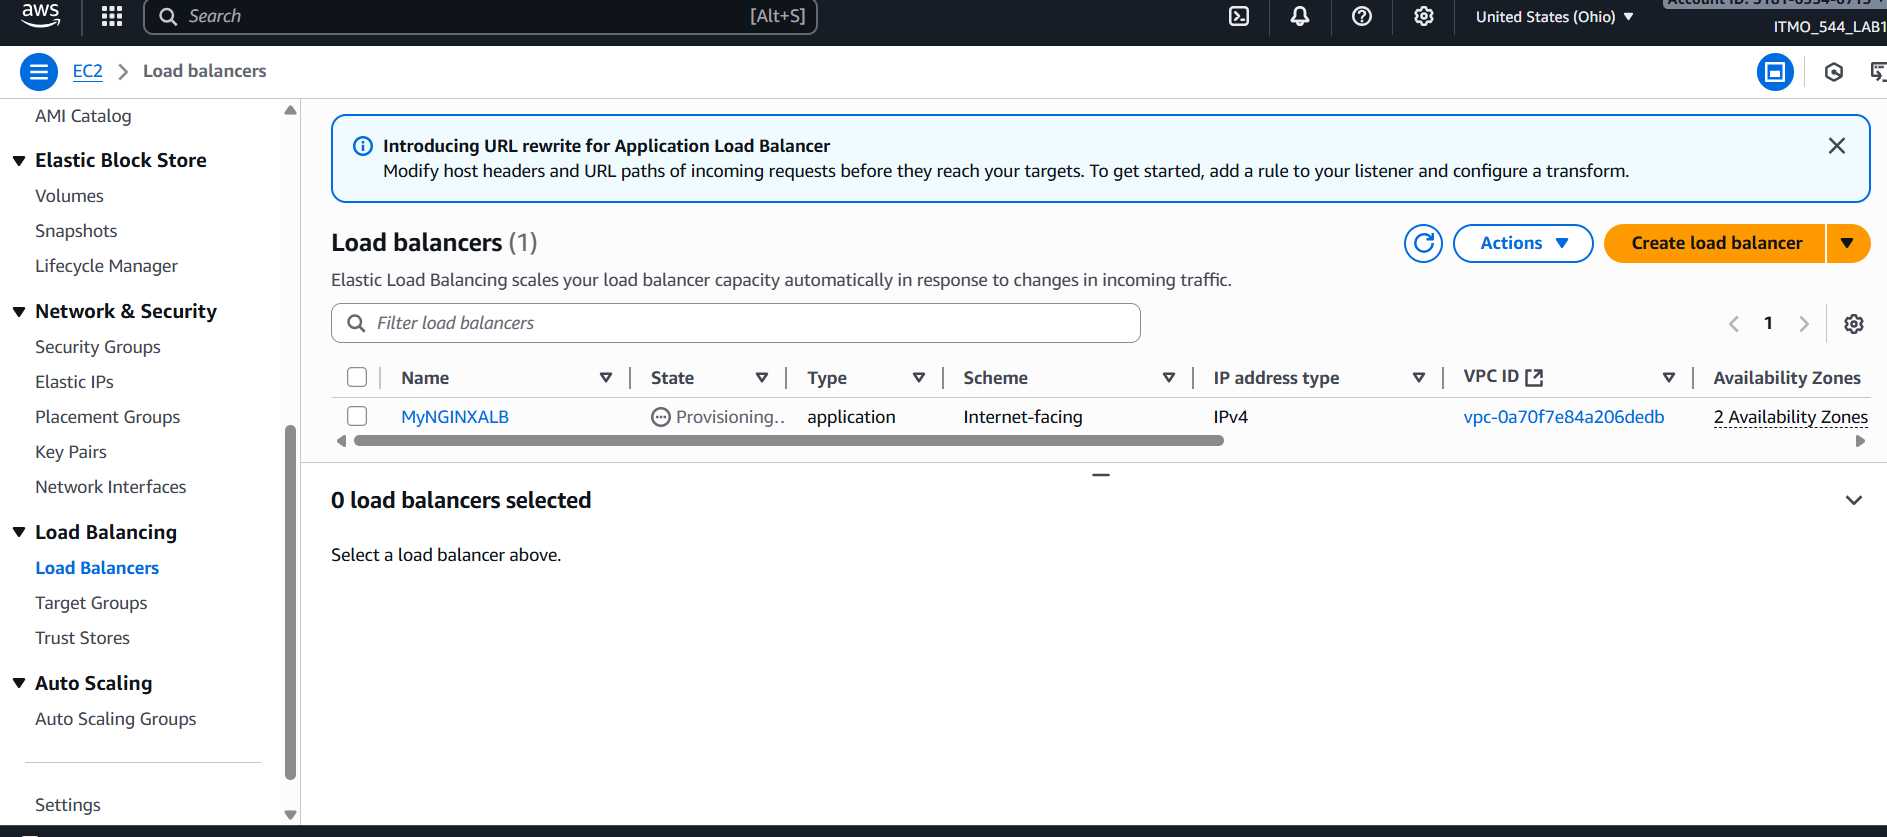 aws
Search
[Alt+S]
United States (Ohio)
ITMO_544_LAB1
EC2
Load balancers
AMI Catalog
Elastic Block Store
Volumes
Snapshots
Lifecycle Manager
Network & Security
Security Groups
Elastic IPs
Placement Groups
Key Pairs
Network Interfaces
Load Balancing
Load Balancers
Target Groups
Trust Stores
Auto Scaling
Auto Scaling Groups
Settings
Introducing URL rewrite for Application Load Balancer
Modify host headers and URL paths of incoming requests before they reach your targets. To get started, add a rule to your listener and configure a transform.
Load balancers (1)
Actions
Create load balancer
Elastic Load Balancing scales your load balancer capacity automatically in response to changes in incoming traffic.
Filter load balancers
1
Name State Type Scheme IP address type VPC ID Availability Zones
MyNGINXALB Provisioning.. application Internet-facing IPv4 vpc-0a70f7e84a206dedb 2 Availability Zones
0 load balancers selected
Select a load balancer above.